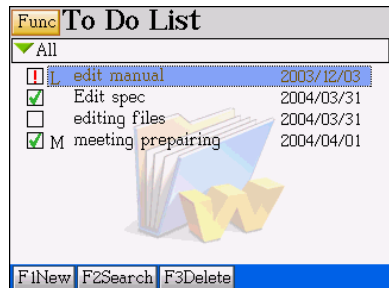 Func To Do List
All
! L edit manual 2003/12/03
Edit spec 2004/03/31
editing files 2004/03/31
M meeting prepairing 2004/04/01
F1New F2Search F3Delete